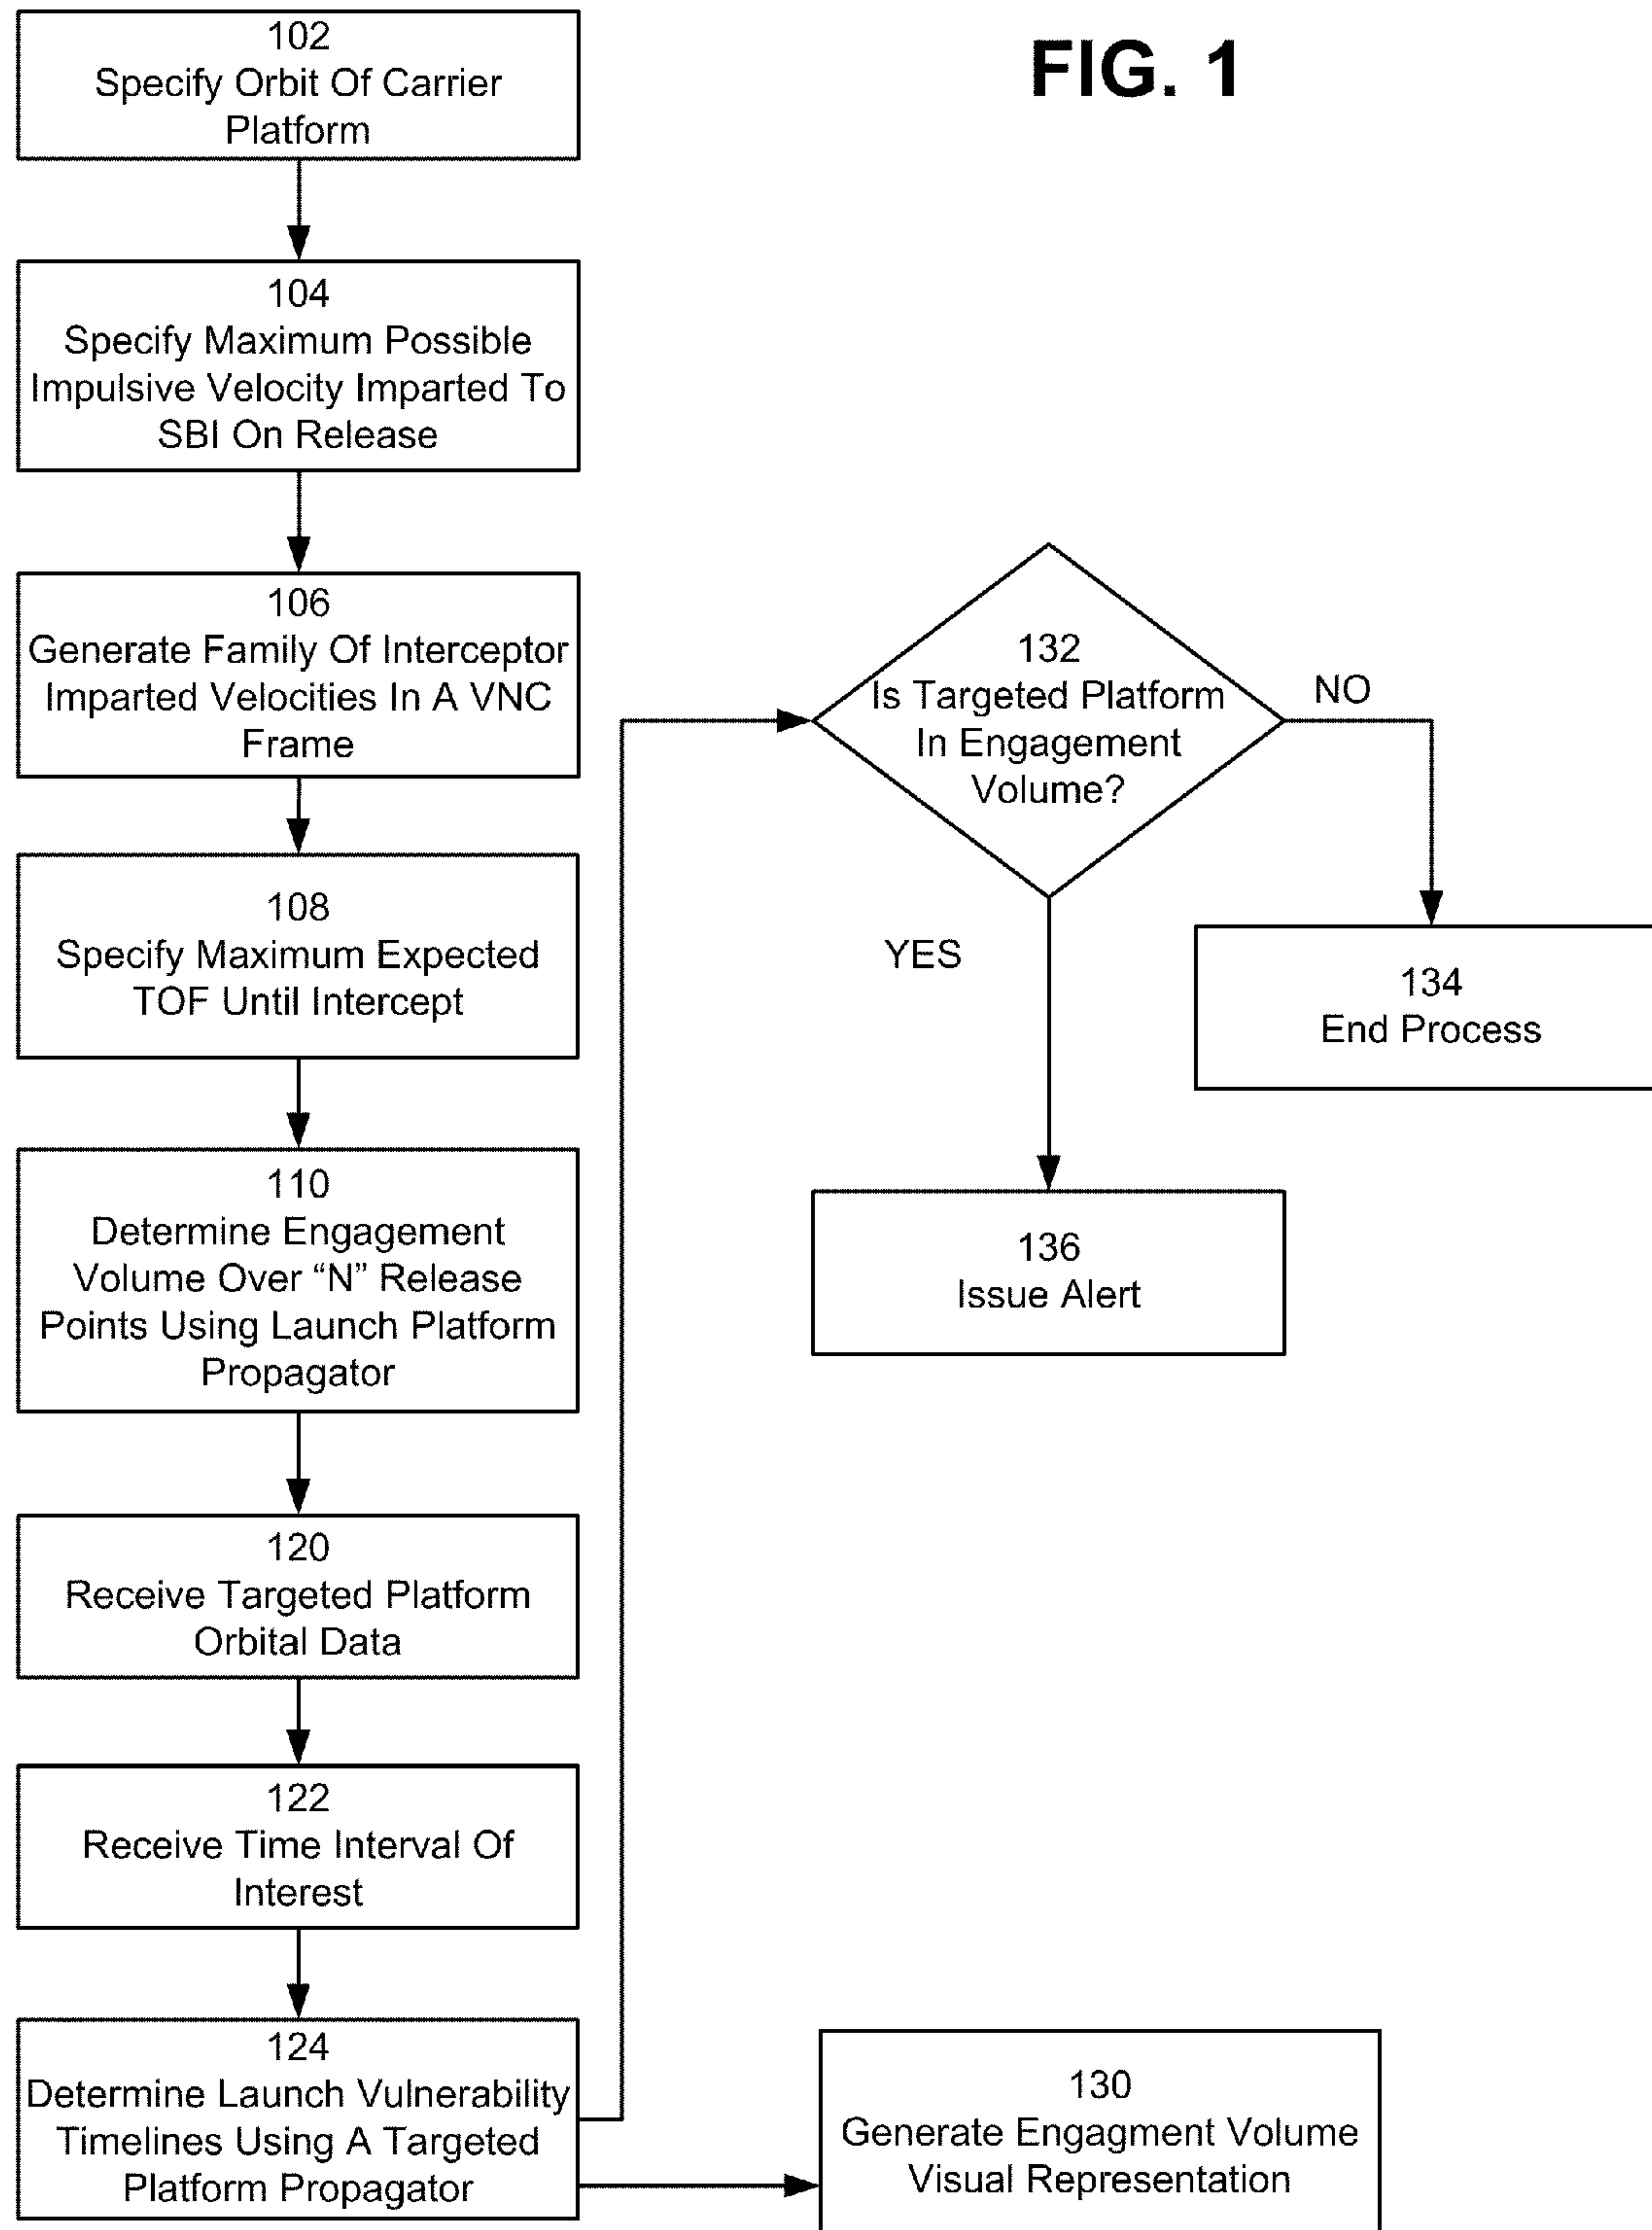 FIG. 1
102
Specify Orbit Of Carrier
Platform
104
Specify Maximum Possible
Impulsive Velocity Imparted To
SBI On Release
106
Generate Family Of Interceptor
Imparted Velocities In A VNC
Frame
108
Specify Maximum Expected
TOF Until Intercept
110
Determine Engagement
Volume Over “N” Release
Points Using Launch Platform
Propagator
120
Receive Targeted Platform
Orbital Data
122
Receive Time Interval Of
Interest
124
Determine Launch Vulnerability
Timelines Using A Targeted
Platform Propagator
132
Is Targeted Platform
In Engagement
Volume?
NO
YES
134
End Process
136
Issue Alert
130
Generate Engagment Volume
Visual Representation